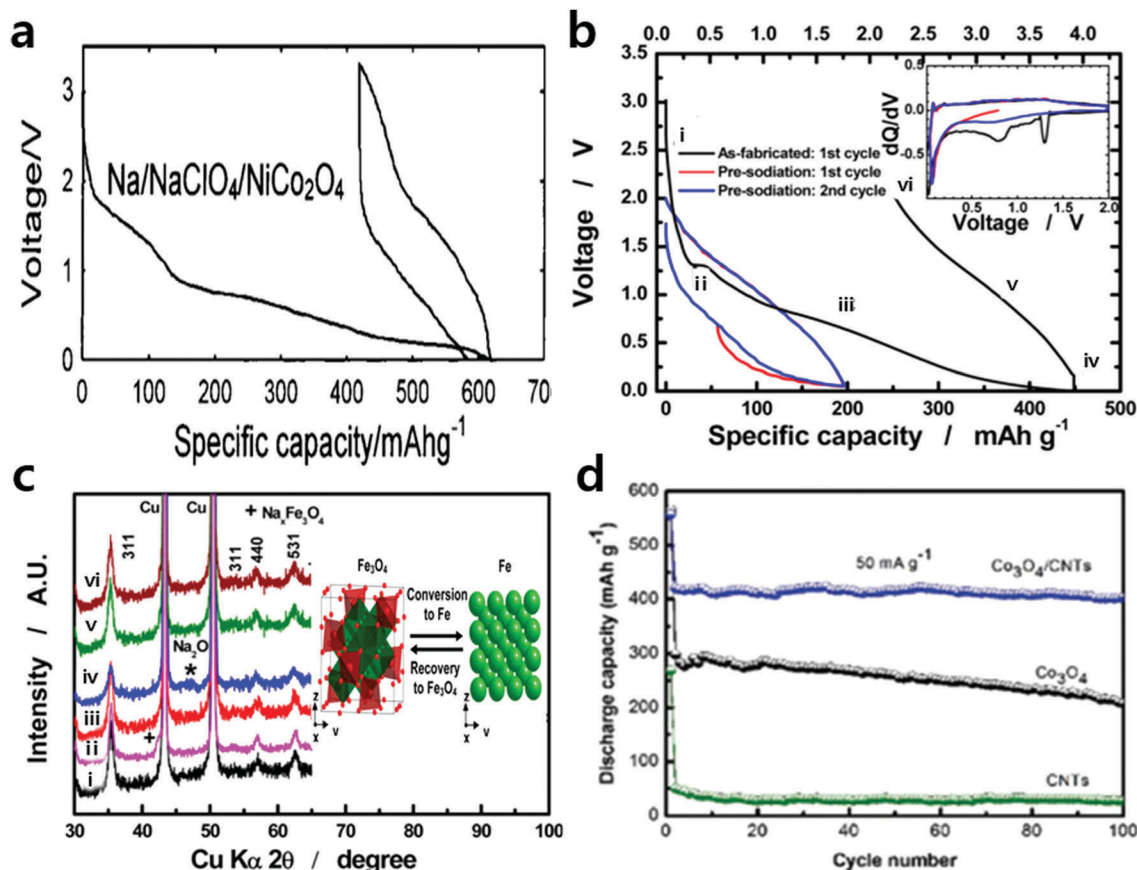 a
3
2
1
0
Voltage/V
Na/NaClO₄/NiCo₂O₄
0 100 200 300 400 500 600 70
Specific capacity/mAhg⁻¹
b
0.0 0.5 1.0 1.5 2.0 2.5 3.0 3.5 4.0
3.5
3.0
2.5
2.0
1.5
1.0
0.5
0.0
Voltage / V
i
ii
iii
iv
v
vi
As-fabricated: 1st cycle
Pre-sodiation: 1st cycle
Pre-sodiation: 2nd cycle
0.5
0.0
-0.5
dQ/dV
0.5 1.0 1.5 2.0
Voltage / V
0 100 200 300 400 500
Specific capacity / mAh g⁻¹
c
Intensity / A.U.
Cu
Cu
+ NaₓFe₃O₄
311
311
440
531
vi
v
Na₂O
*
iv
iii
ii
+
i
Fe₃O₄
Fe
Conversion
to Fe
Recovery
to Fe₃O₄
z
x
z
x
30 40 50 60 70 80 90 100
Cu Kα 2θ / degree
d
600
500
400
300
200
100
0
Discharge capacity (mAh g⁻¹)
50 mA g⁻¹
Co₃O₄/CNTs
Co₃O₄
CNTs
0 20 40 60 80 100
Cycle number